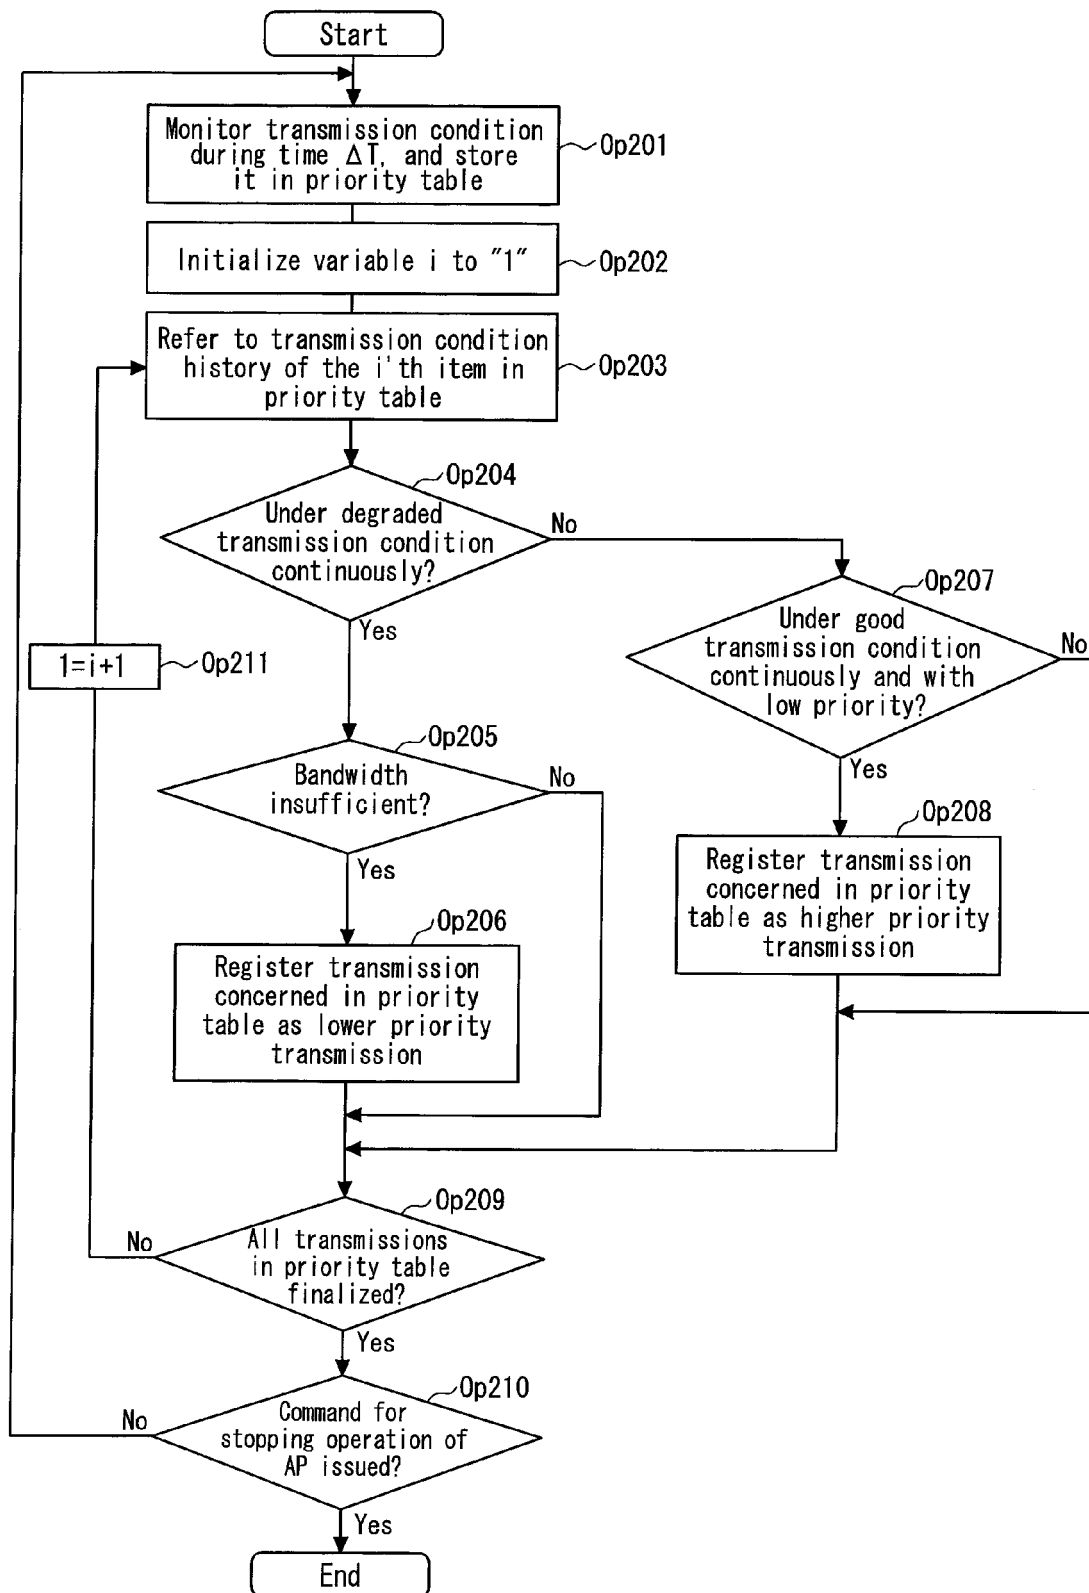 Start
Monitor transmission condition
during time ΔT, and store
it in priority table
Op201
Initialize variable i to "1"
Op202
Refer to transmission condition
history of the i'th item in
priority table
Op203
Op204
Under degraded
transmission condition
continuously?
No
Yes
Op207
Under good
transmission condition
continuously and with
low priority?
No
Yes
1=i+1
Op211
Op205
Bandwidth
insufficient?
No
Yes
Op208
Register transmission
concerned in priority
table as higher priority
transmission
Op206
Register transmission
concerned in priority
table as lower priority
transmission
Op209
All transmissions
in priority table
finalized?
No
Yes
Op210
Command for
stopping operation of
AP issued?
No
Yes
End